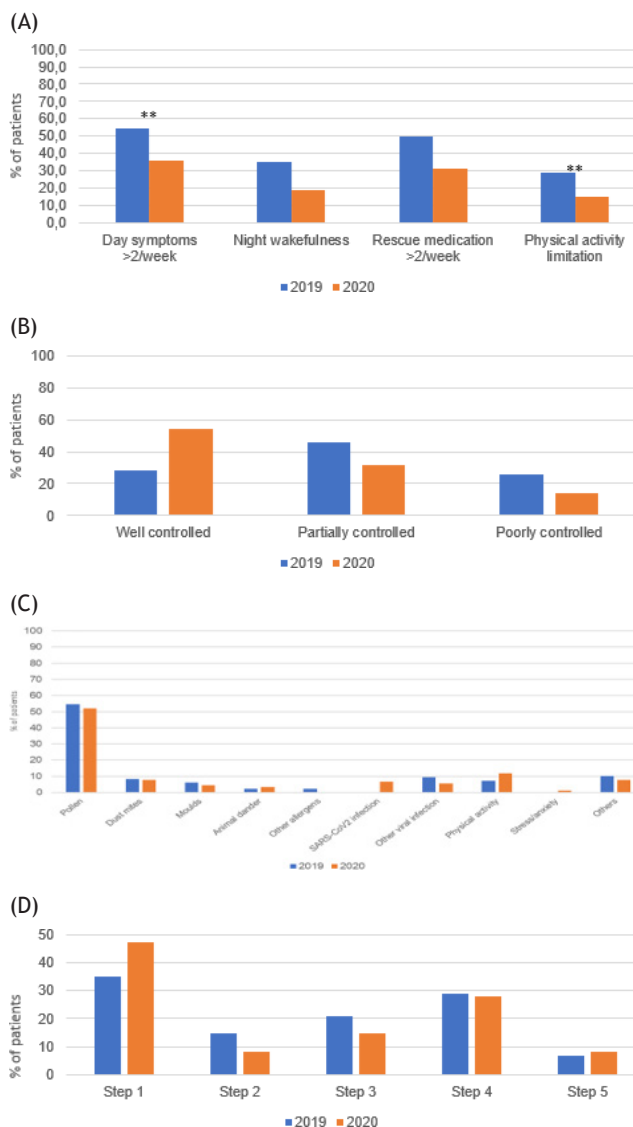 (A)
100,0
90,0
80,0
70,0
60,0
50,0
40,0
30,0
20,0
10,0
0,0
% of patients
**
**
Day symptoms
>2/week
Night wakefulness
Rescue medication
>2/week
Physical activity
limitation
2019 2020
(B)
100
80
60
40
20
0
% of patients
Well controlled Partially controlled Poorly controlled
2019 2020
(C)
100
90
80
70
60
50
40
30
20
10
0
% of patients
Pollen
Dust mites
Moulds
Animal dander
Other allergens
SARS-CoV2 infection
Other viral infection
Physical activity
Stress/anxiety
Others
2019 2020
(D)
50
40
30
20
10
0
% of patients
Step 1 Step 2 Step 3 Step 4 Step 5
2019 2020